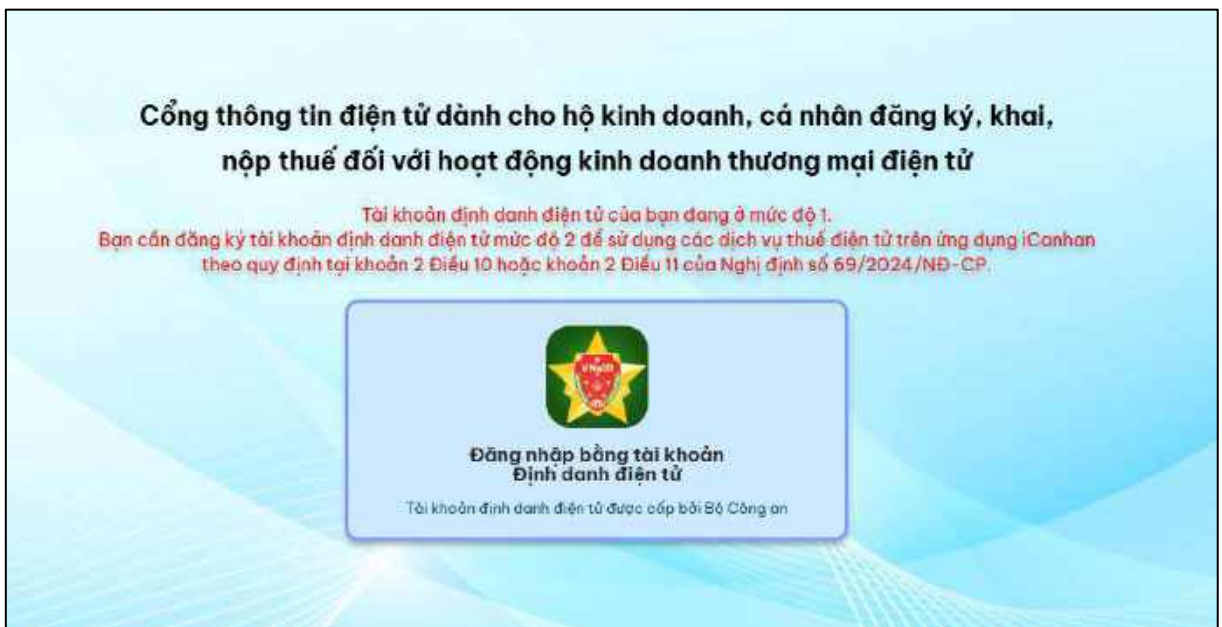 Cổng thông tin điện tử dành cho hộ kinh doanh, cá nhân đăng ký, khai,
nộp thuế đối với hoạt động kinh doanh thương mại điện tử
Tài khoản định danh điện tử của bạn đang ở mức độ 1.
Bạn cần đăng ký tài khoản định danh điện tử mức độ 2 để sử dụng các dịch vụ thuế điện tử trên ứng dụng iCanhan
theo quy định tại khoản 2 Điều 10 hoặc khoản 2 Điều 11 của Nghị định số 69/2024/NĐ-CP.
VNeID
Đăng nhập bằng tài khoản
Định danh điện tử
Tài khoản định danh điện tử được cấp bởi Bộ Công an